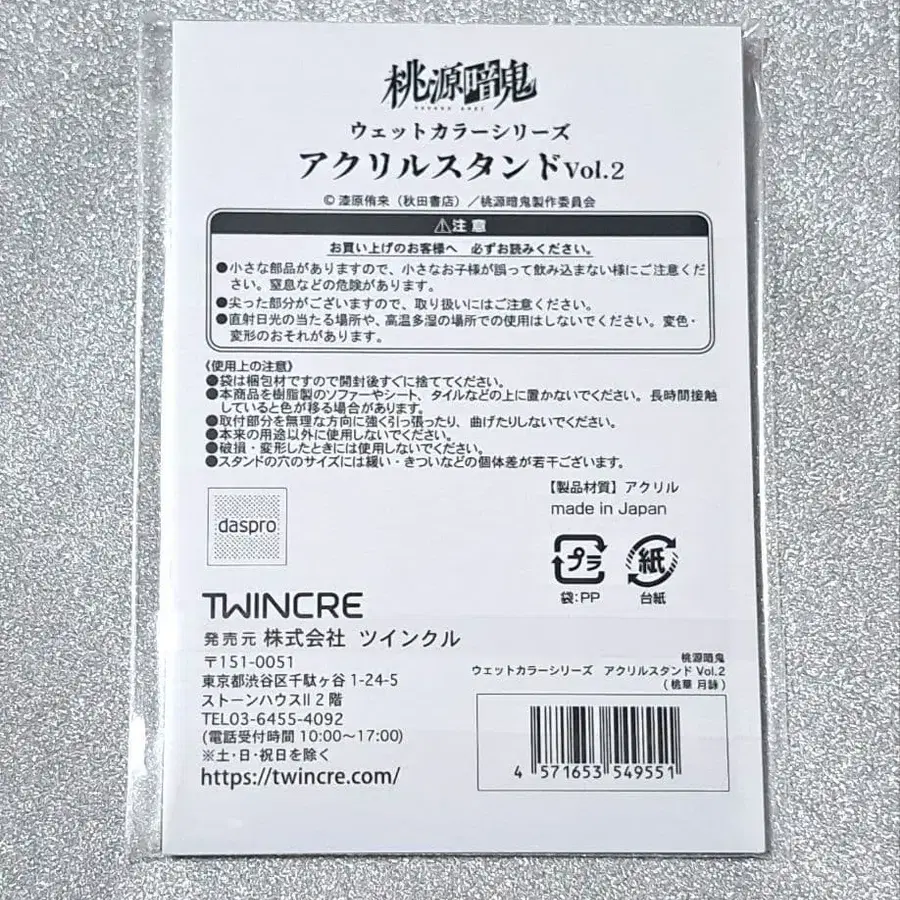 桃源暗鬼
ウェットカラーシリーズ
アクリルスタンドVol.2
© 漆原侑来（秋田書店）／桃源暗鬼製作委員会
⚠注意
お買い上げのお客様へ 必ずお読みください。
●小さな部品がありますので、小さなお子様が誤って飲み込まない様にご注意くだ
さい。窒息などの危険があります。
●尖った部分がございますので、取り扱いにはご注意ください。
●直射日光の当たる場所や、高温多湿の場所での使用はしないでください。変色・
変形のおそれがあります。
《使用上の注意》
●袋は梱包材ですので開封後すぐに捨ててください。
●本商品を樹脂製のソファーやシート、タイルなどの上に置かないでください。長時間接触
していると色が移る場合があります。
●取付部分を無理な方向に強く引っ張ったり、曲げたりしないでください。
●本来の用途以外に使用しないでください。
●破損・変形したときには使用しないでください。
●スタンドの穴のサイズには緩い・きついなどの個体差が若干ございます。
【製品材質】アクリル
made in Japan
daspro
プラ
紙
袋:PP
台紙
TWINCRE
発売元 株式会社 ツインクル
〒151-0051
東京都渋谷区千駄ヶ谷 1-24-5
ストーンハウスII 2 階
TEL03-6455-4092
(電話受付時間 10:00～17:00)
※土・日・祝日を除く
https://twincre.com/
桃源暗鬼
ウェットカラーシリーズ アクリルスタンド Vol.2
(桃華 月詠)
4 571653 549551